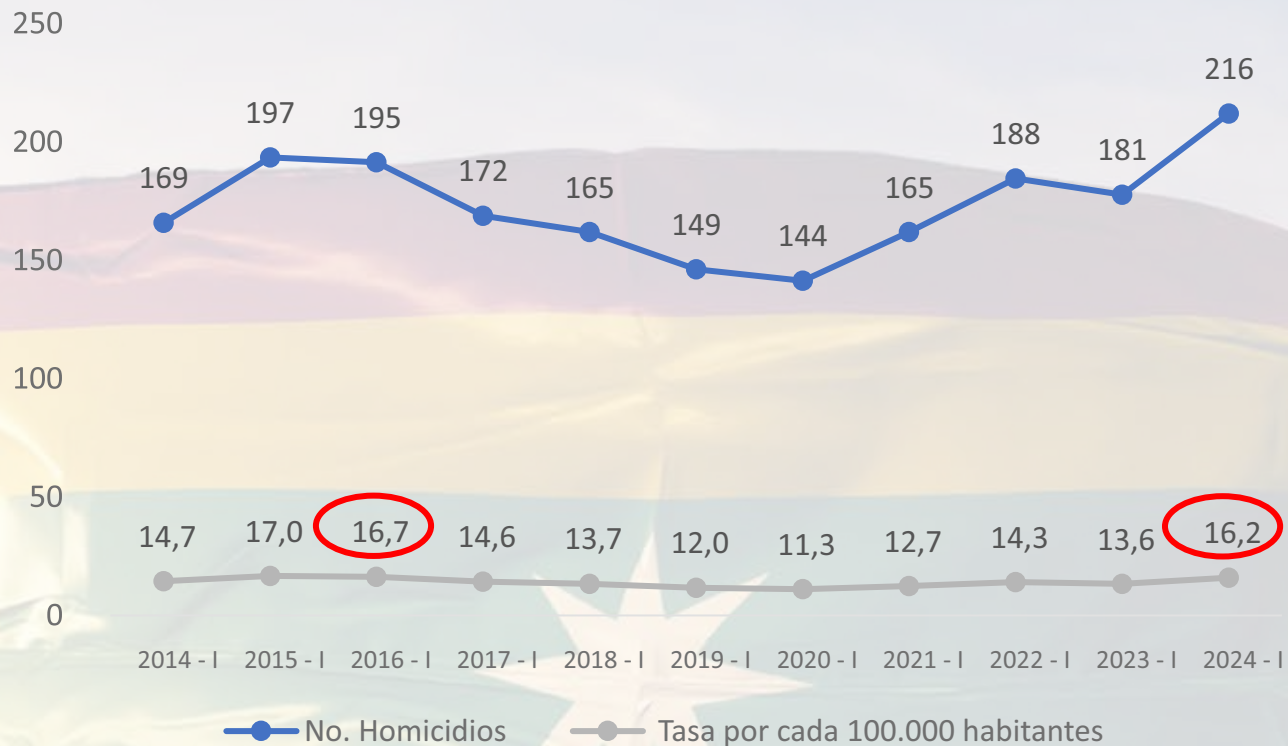 250
200
150
100
50
0
169
197
195
172
165
149
144
165
188
181
216
14,7
17,0
16,7
14,6
13,7
12,0
11,3
12,7
14,3
13,6
16,2
2014 - I
2015 - I
2016 - I
2017 - I
2018 - I
2019 - I
2020 - I
2021 - I
2022 - I
2023 - I
2024 - I
No. Homicidios
Tasa por cada 100.000 habitantes